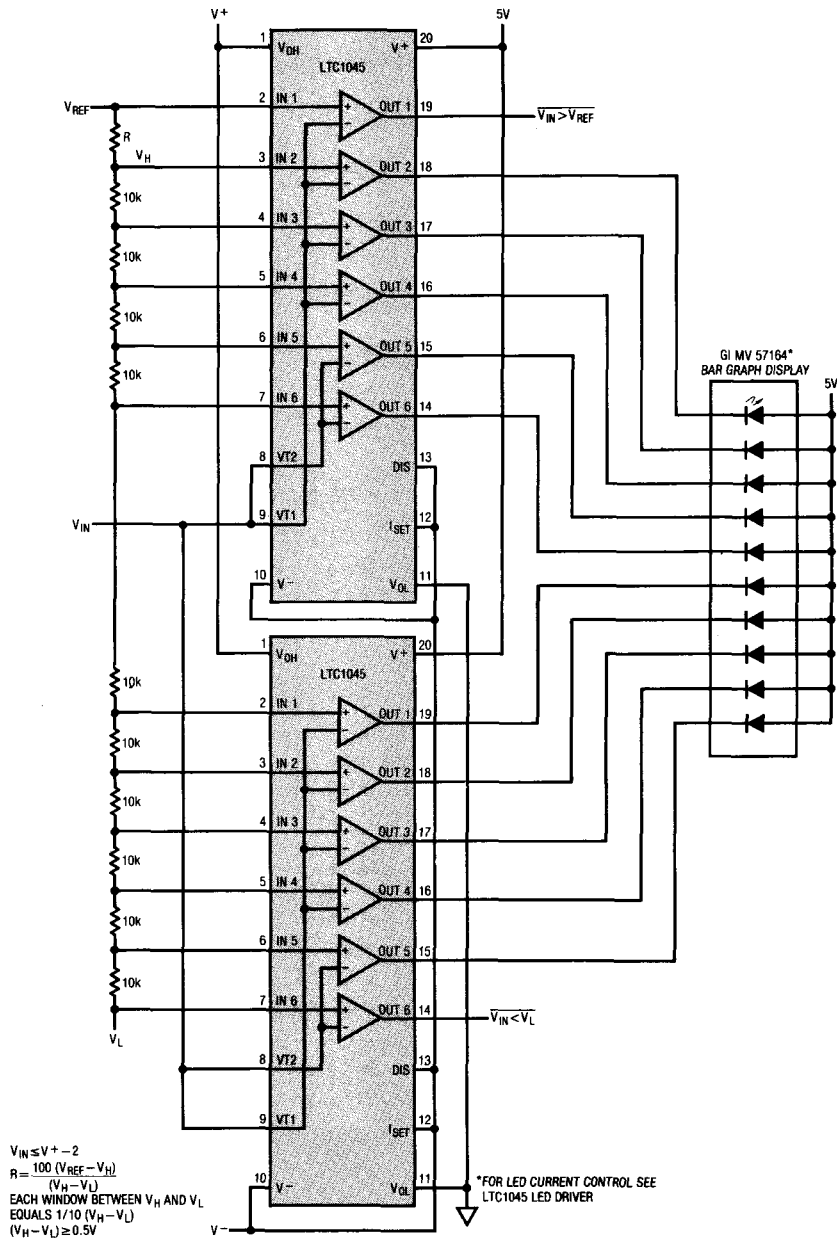 V+
5V
1
VOH
V+
20
LTC1045
VREF
2
IN 1
OUT 1
19
VIN>VREF
R
VH
3
IN 2
OUT 2
18
10k
4
IN 3
OUT 3
17
10k
5
IN 4
OUT 4
16
10k
6
IN 5
OUT 5
15
10k
7
IN 6
OUT 6
14
GI MV 57164*
BAR GRAPH DISPLAY
5V
8
VT2
DIS
13
VIN
9
VT1
ISET
12
10
V-
VOL
11
1
VOH
V+
20
LTC1045
10k
2
IN 1
OUT 1
19
10k
3
IN 2
OUT 2
18
10k
4
IN 3
OUT 3
17
10k
5
IN 4
OUT 4
16
10k
6
IN 5
OUT 5
15
10k
7
IN 6
OUT 6
14
VIN<VL
VL
8
VT2
DIS
13
9
VT1
ISET
12
10
V-
VOL
11
V-
VIN≤V+-2
R=100 (VREF-VH)
(VH-VL)
EACH WINDOW BETWEEN VH AND VL
EQUALS 1/10 (VH-VL)
(VH-VL)≥0.5V
*FOR LED CURRENT CONTROL SEE
LTC1045 LED DRIVER